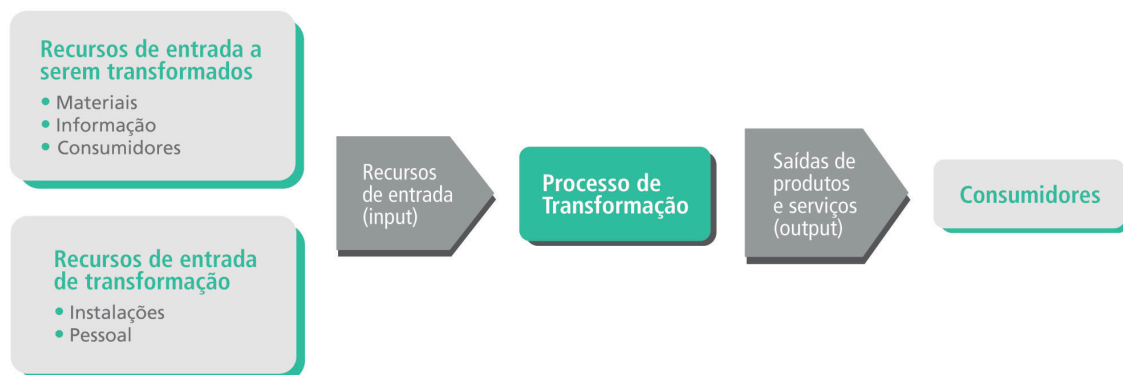 Recursos de entrada a
serem transformados
• Materiais
• Informação
• Consumidores
Recursos de entrada
de transformação
• Instalações
• Pessoal
Recursos
de entrada
(input)
Processo de
Transformação
Saídas de
produtos
e serviços
(output)
Consumidores